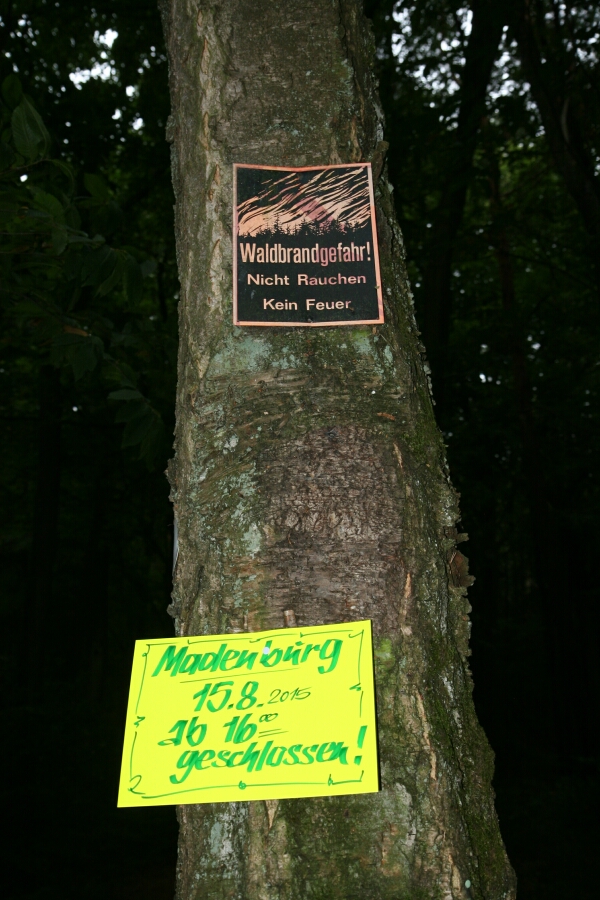 Waldbrandgefahr!
Nicht Rauchen
Kein Feuer
Madenburg
15.8.2015
ab 16⁰⁰
geschlossen!